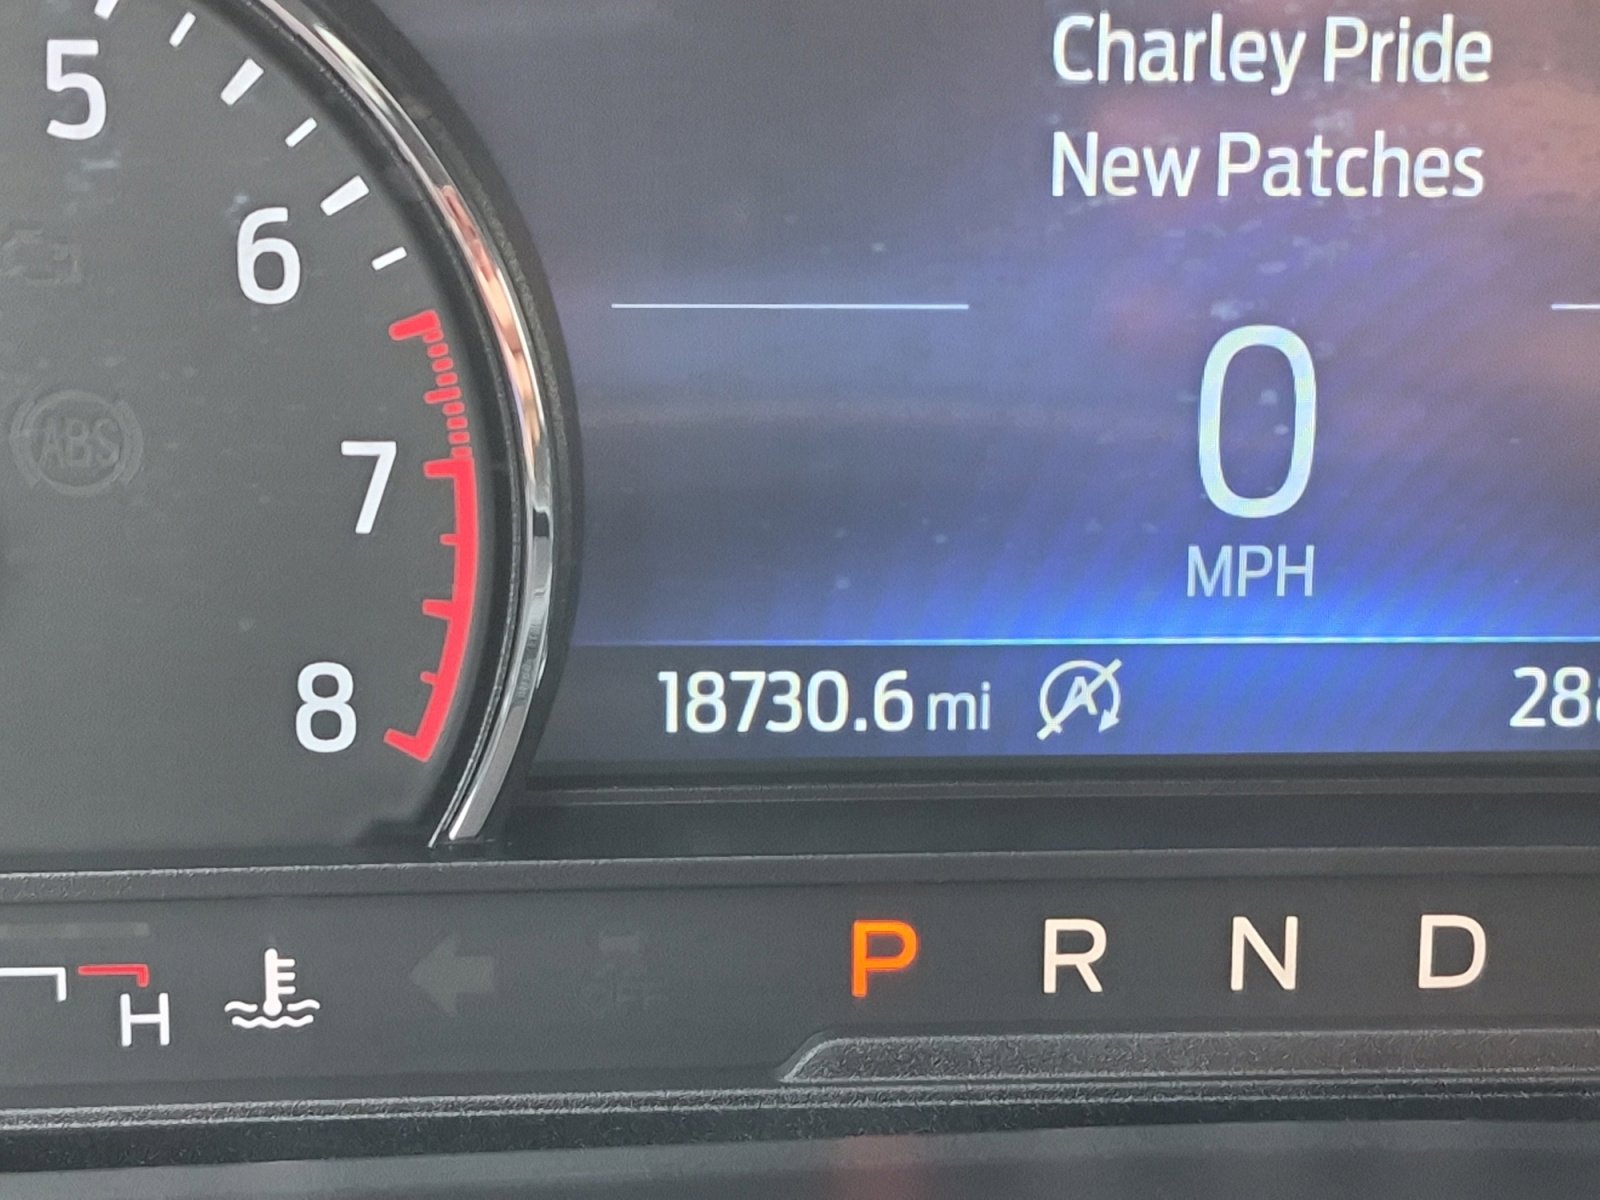 Charley Pride
New Patches
5
6
7
8
ABS
0
MPH
18730.6 mi
A
H
P R N D